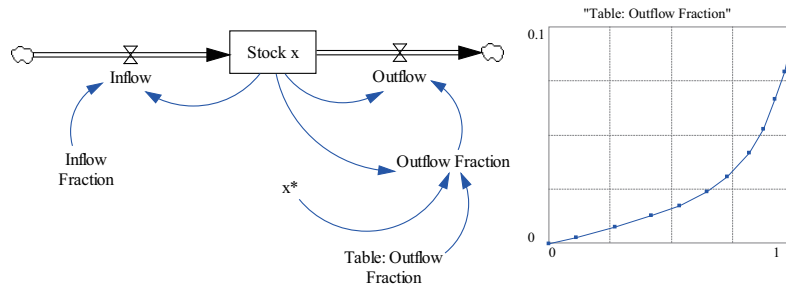 "Table: Outflow Fraction"
0.1
Stock x
Inflow
Outflow
Inflow
Fraction
Outflow Fraction
x*
Table: Outflow
Fraction
0
0
1